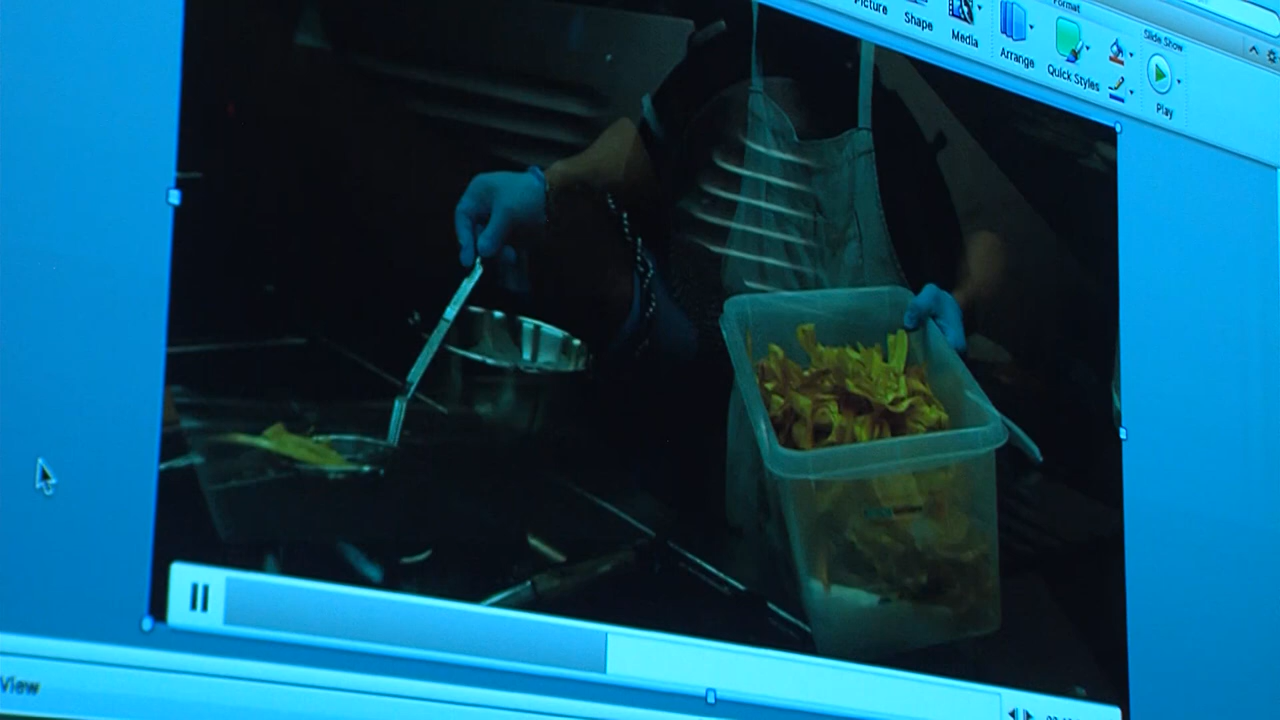 Picture
Shape
Media
Arrange
Format
Quick Styles
Slide Show
Play
View